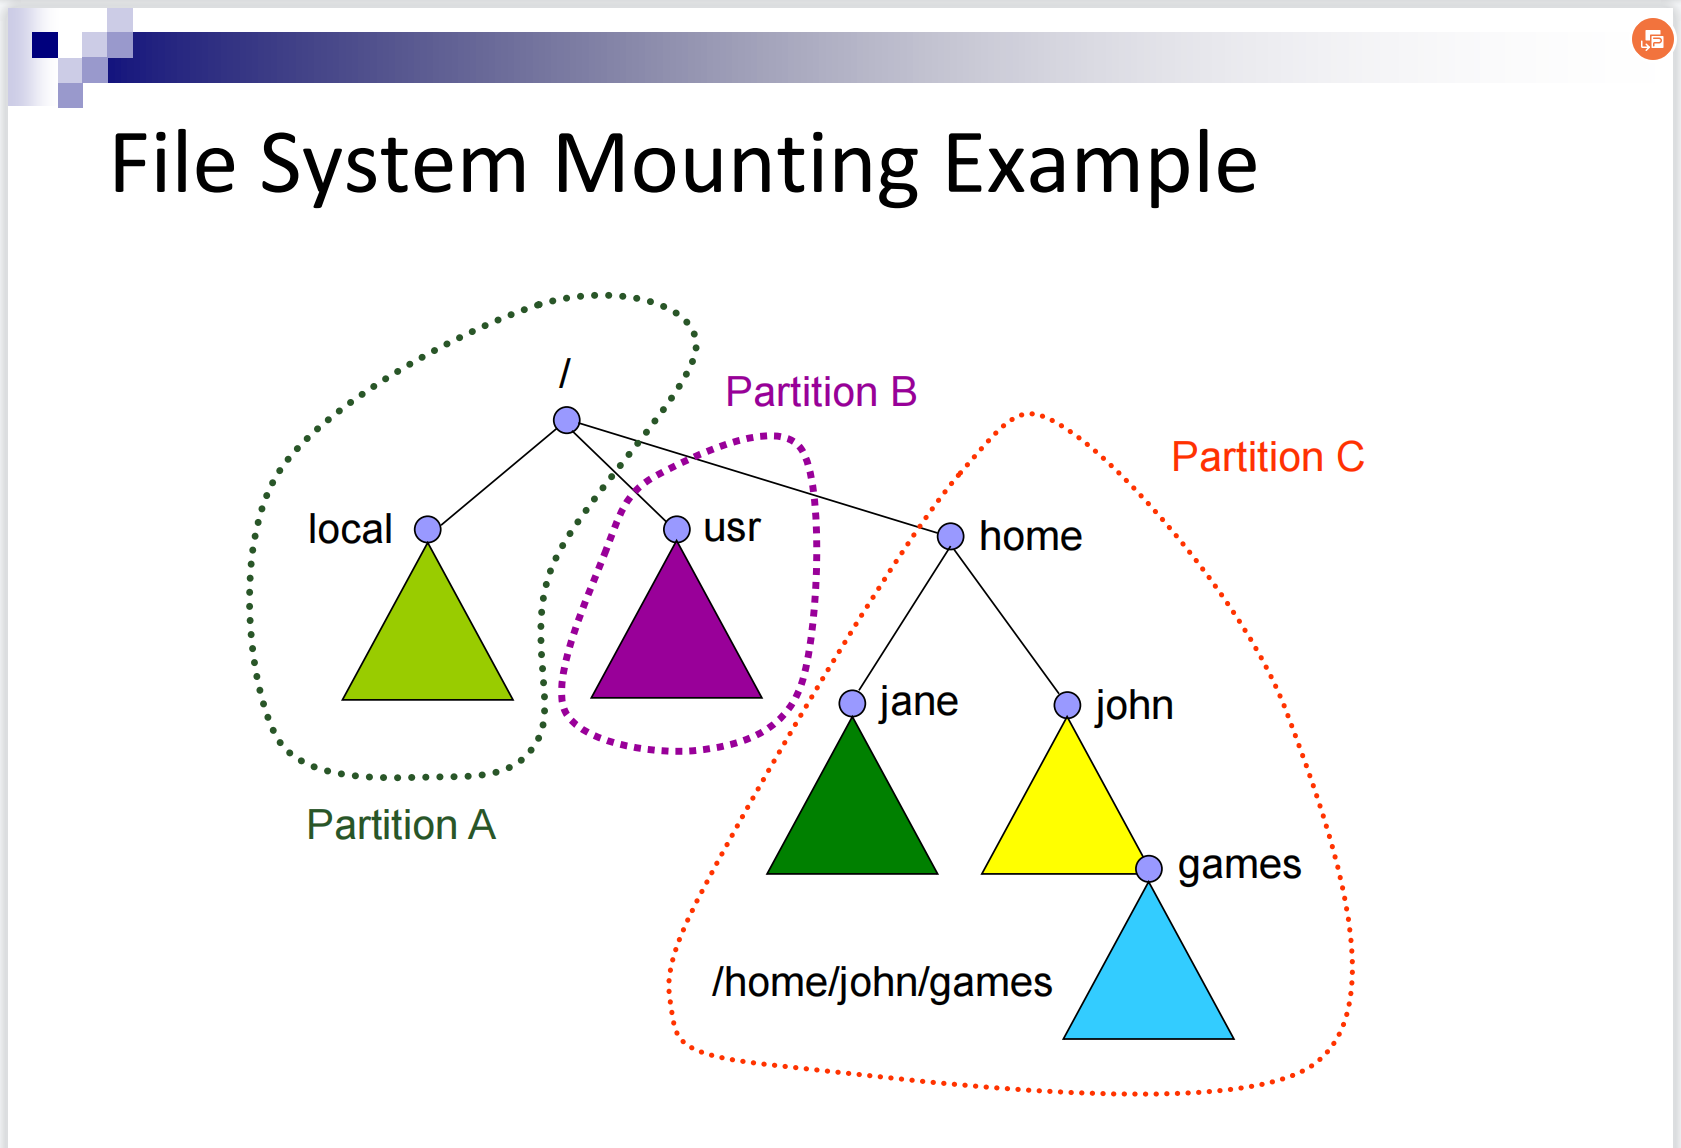 File System Mounting Example
/
Partition B
Partition C
local
usr
home
jane
john
Partition A
games
/home/john/games